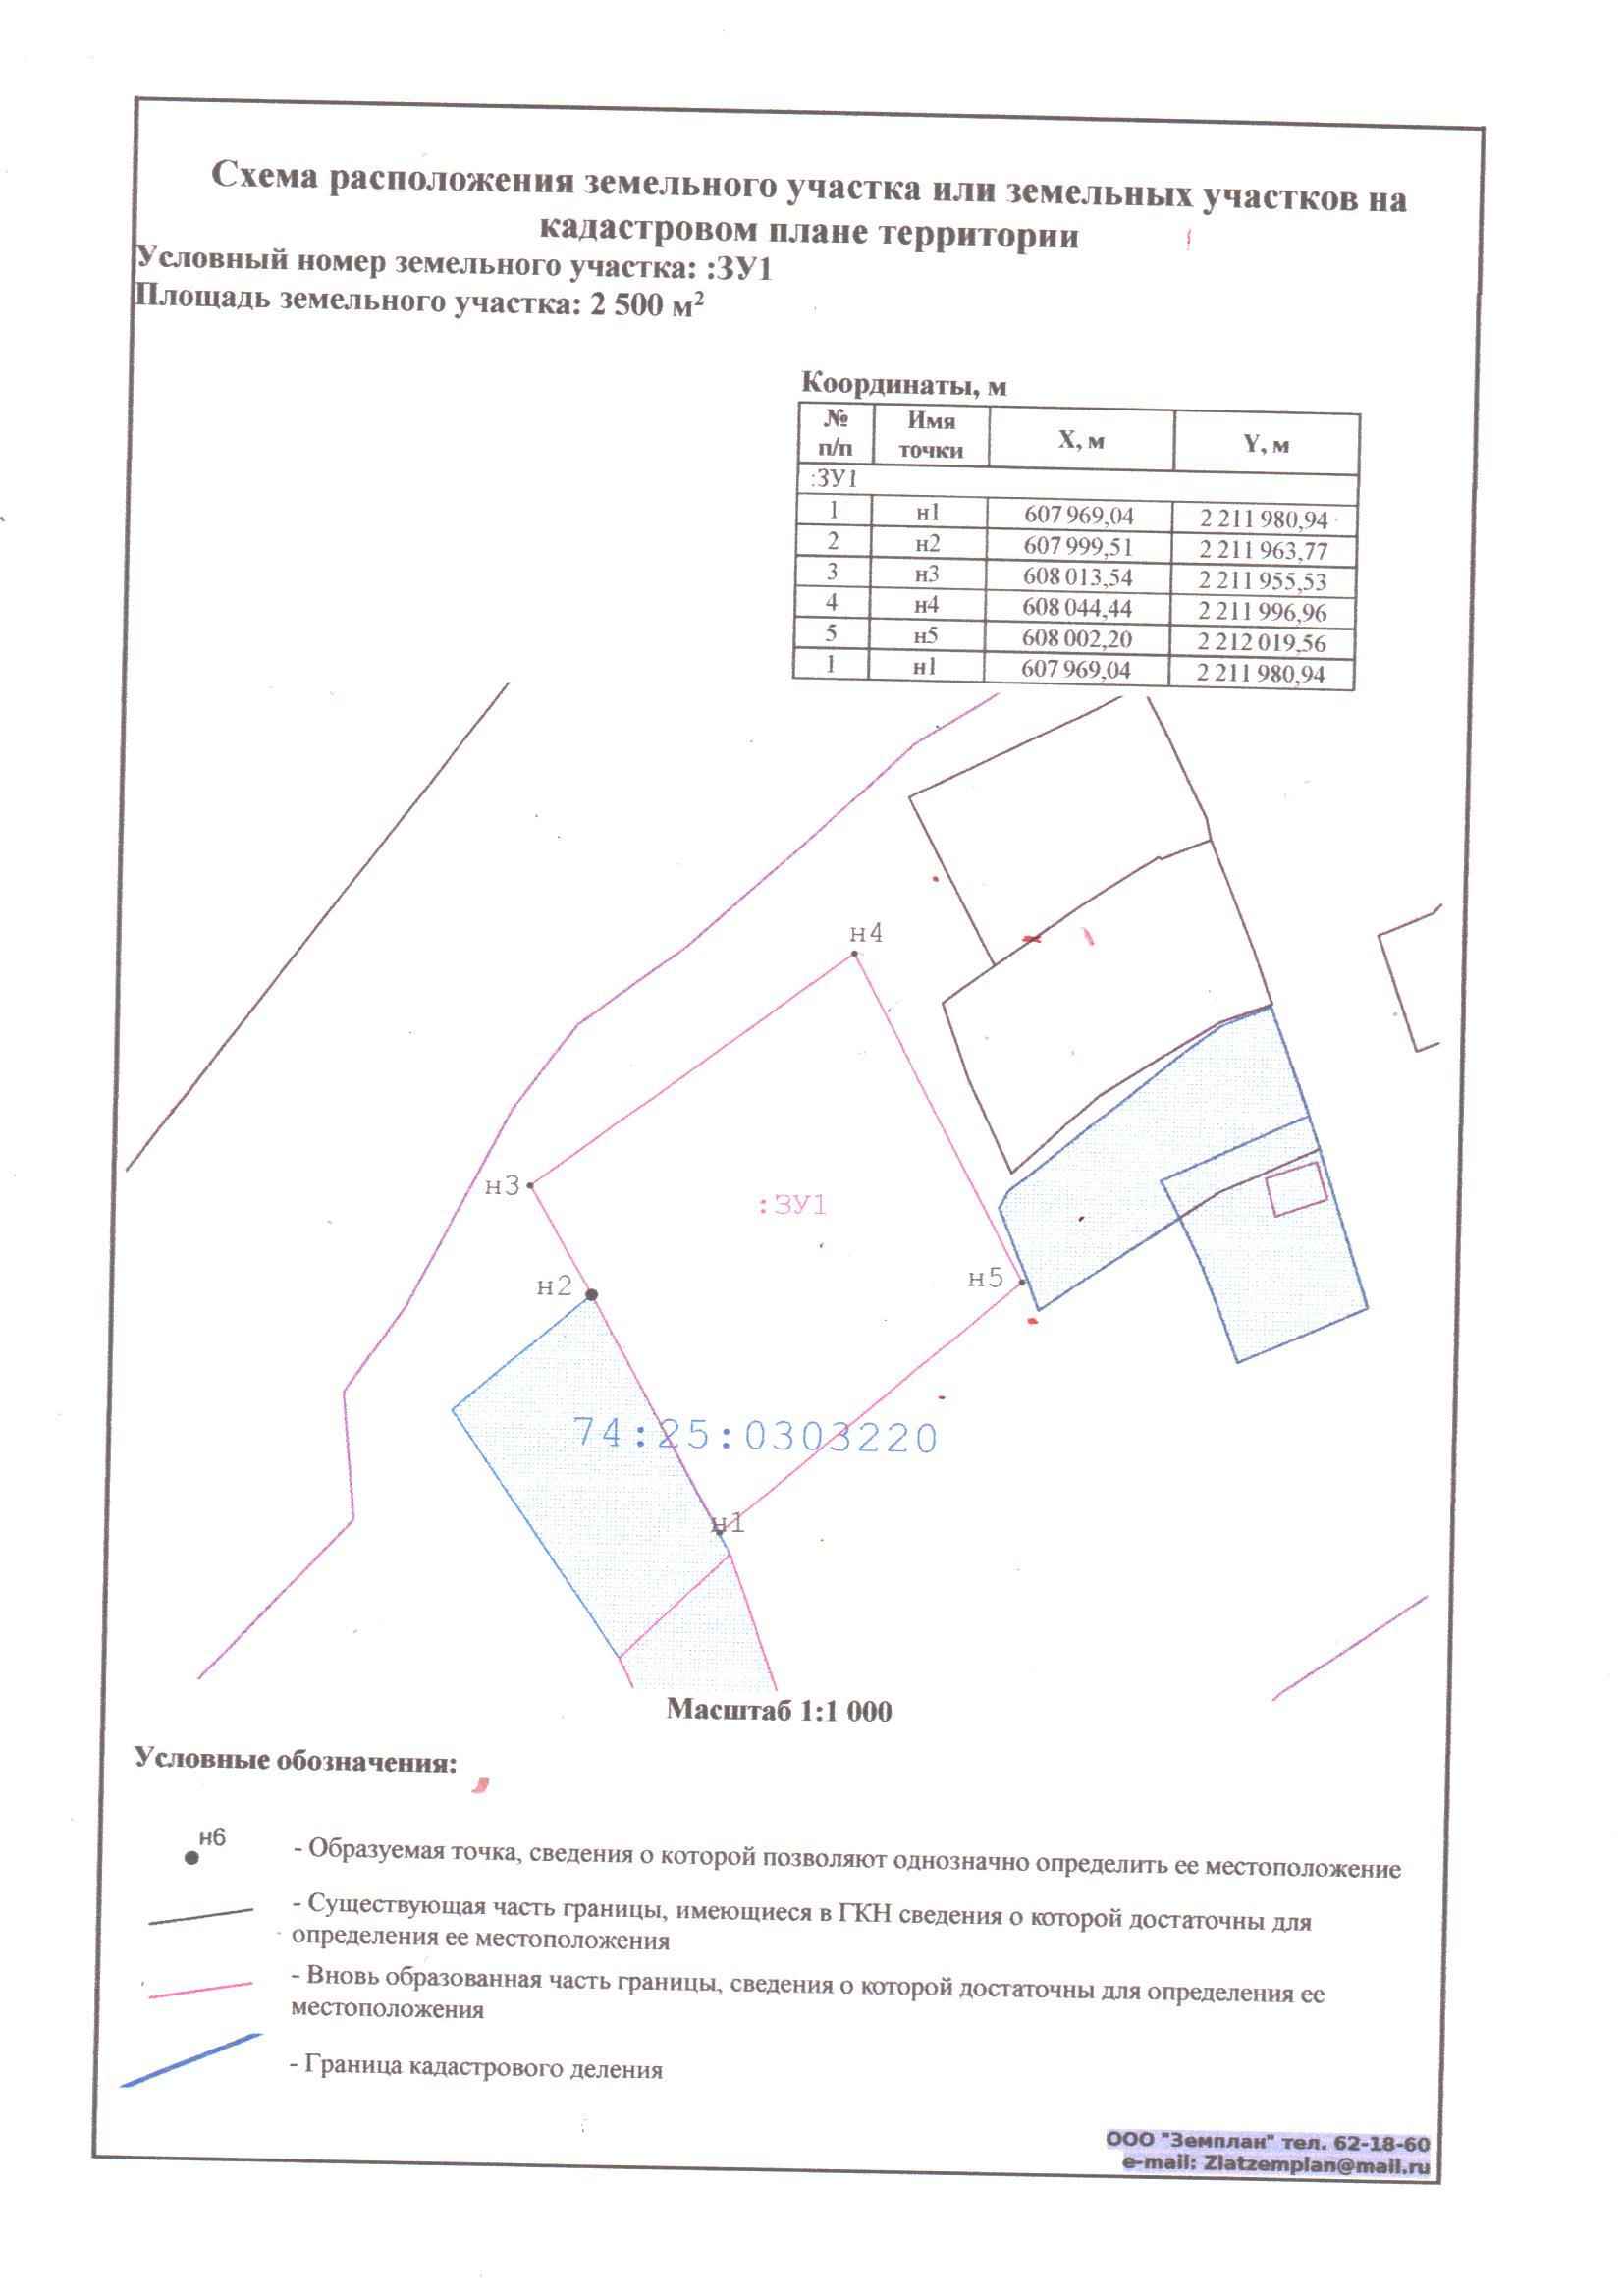 Схема расположения земельного участка или земельных участков на
кадастровом плане территории
Условный номер земельного участка: :ЗУ1
Площадь земельного участка: 2 500 м²
Координаты, м
№ п/п Имя точки X, м Y, м
:ЗУ1
1 н1 607 969,04 2 211 980,94
2 н2 607 999,51 2 211 963,77
3 н3 608 013,54 2 211 955,53
4 н4 608 044,44 2 211 996,96
5 н5 608 002,20 2 212 019,56
1 н1 607 969,04 2 211 980,94
н4
н3
:ЗУ1
н5
н2
74:25:0303220
н1
Масштаб 1:1 000
Условные обозначения:
н6
- Образуемая точка, сведения о которой позволяют однозначно определить ее местоположение
- Существующая часть границы, имеющиеся в ГКН сведения о которой достаточны для
определения ее местоположения
- Вновь образованная часть границы, сведения о которой достаточны для определения ее
местоположения
- Граница кадастрового деления
ООО "Земплан" тел. 62-18-60
e-mail: Zlatzemplan@mail.ru